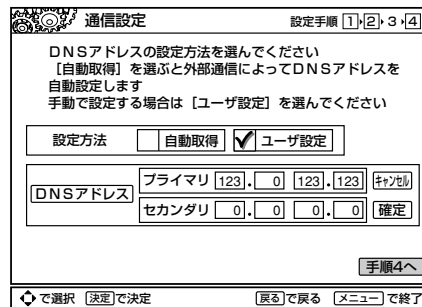 通信設定 設定手順 1 2 3 4
DNSアドレスの設定方法を選んでください
［自動取得］を選ぶと外部通信によってDNSアドレスを
自動設定します
手動で設定する場合は［ユーザ設定］を選んでください
設定方法 自動取得 ユーザ設定
DNSアドレス
プライマリ 123. 0 123.123 ｷｬﾝｾﾙ
セカンダリ 0. 0 0. 0 確定
手順4へ
で選択 決定で決定 戻るで戻る メニューで終了